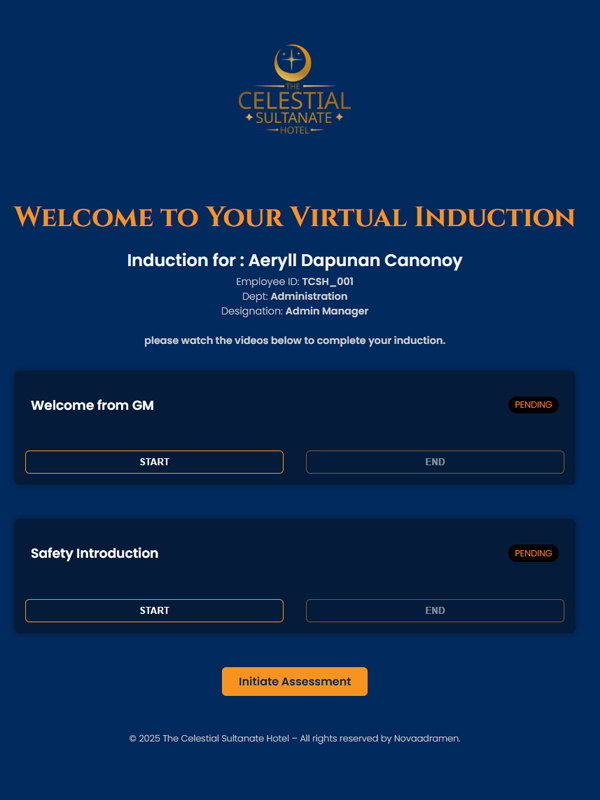 THE
CELESTIAL
SULTANATE
HOTEL
Welcome to Your Virtual Induction
Induction for : Aeryll Dapunan Canonoy
Employee ID: TCSH_001
Dept: Administration
Designation: Admin Manager
please watch the videos below to complete your induction.
Welcome from GM PENDING
START END
Safety Introduction PENDING
START END
Initiate Assessment
© 2025 The Celestial Sultanate Hotel – All rights reserved by Novaadramen.